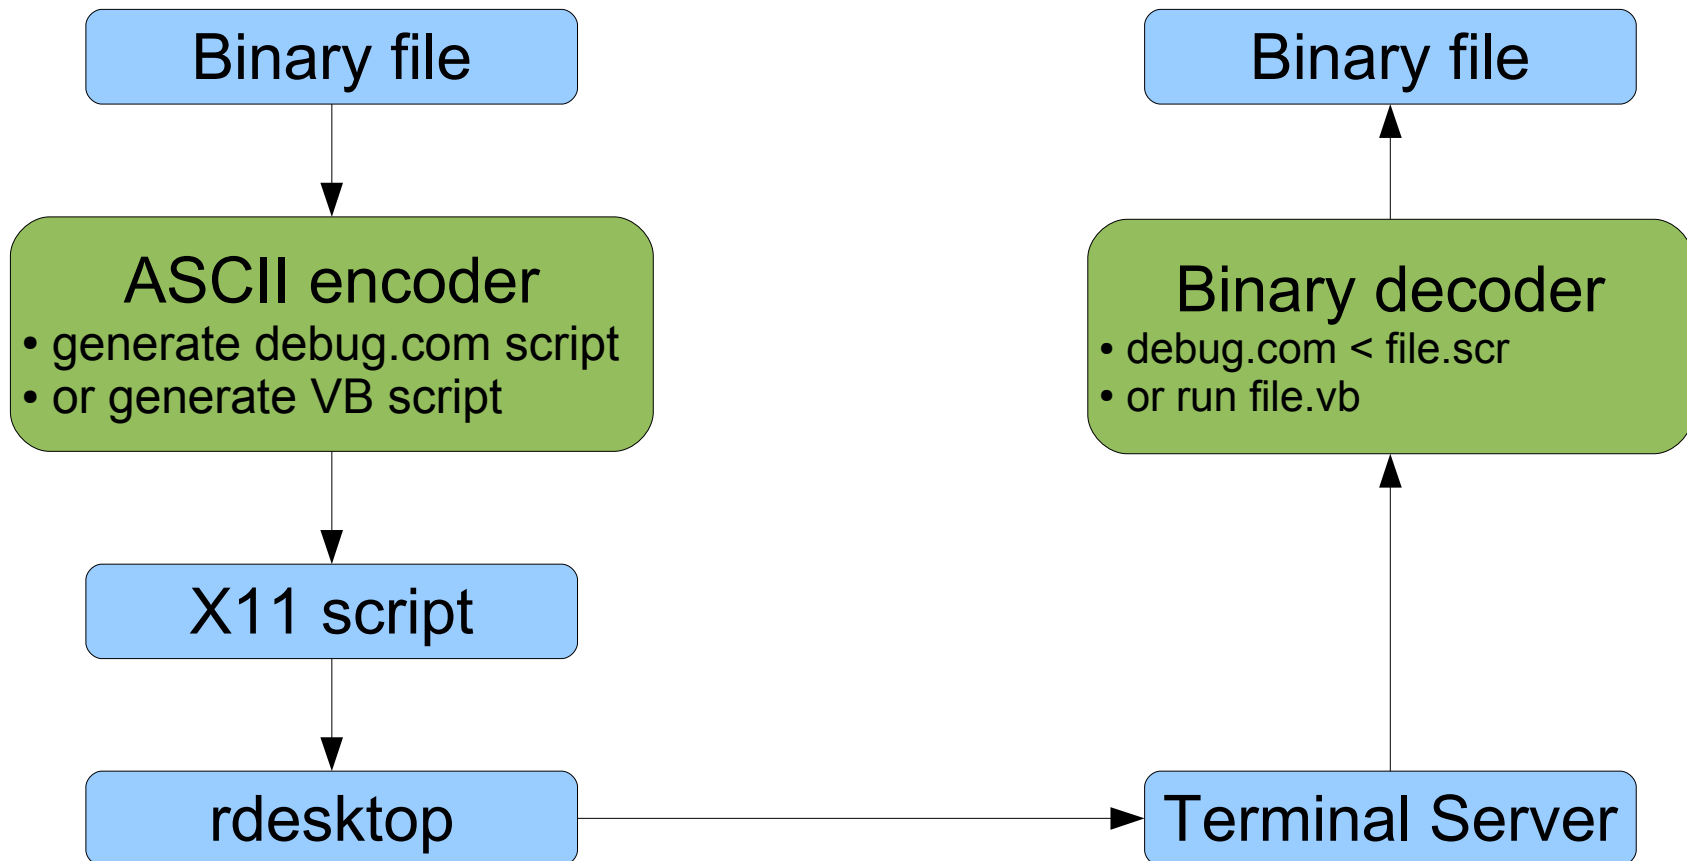 Binary file
ASCII encoder
• generate debug.com script
• or generate VB script
X11 script
rdesktop
Terminal Server
Binary decoder
• debug.com < file.scr
• or run file.vb
Binary file